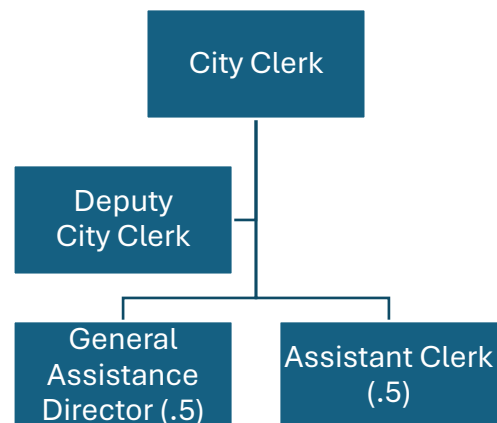 City Clerk
Deputy
City Clerk
General
Assistance
Director (.5)
Assistant Clerk
(.5)